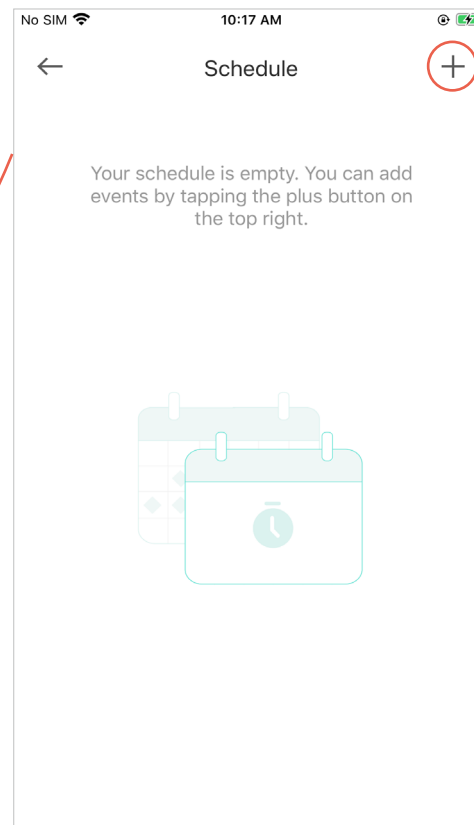 No SIM 10:17 AM
Schedule
Your schedule is empty. You can add
events by tapping the plus button on
the top right.